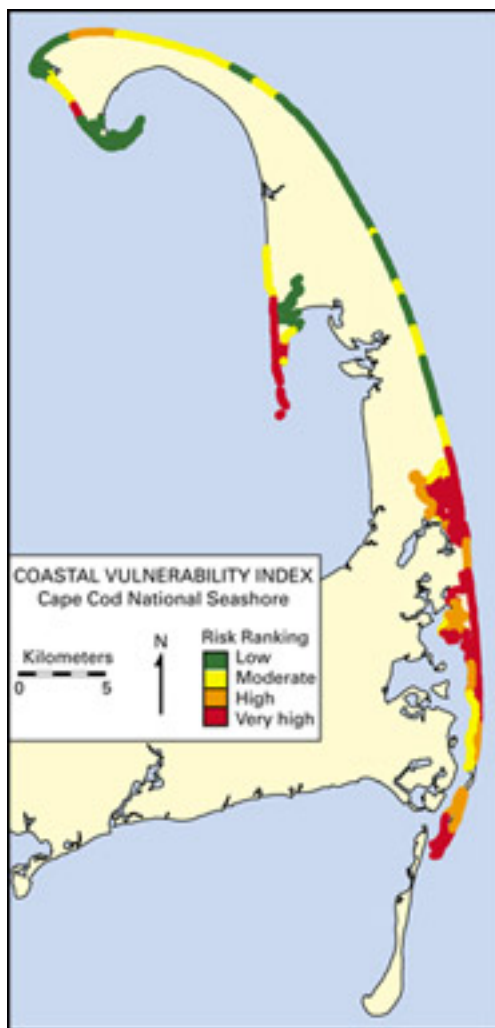 COASTAL VULNERABILITY INDEX
Cape Cod National Seashore
Kilometers
0 5
N
Risk Ranking
Low
Moderate
High
Very high